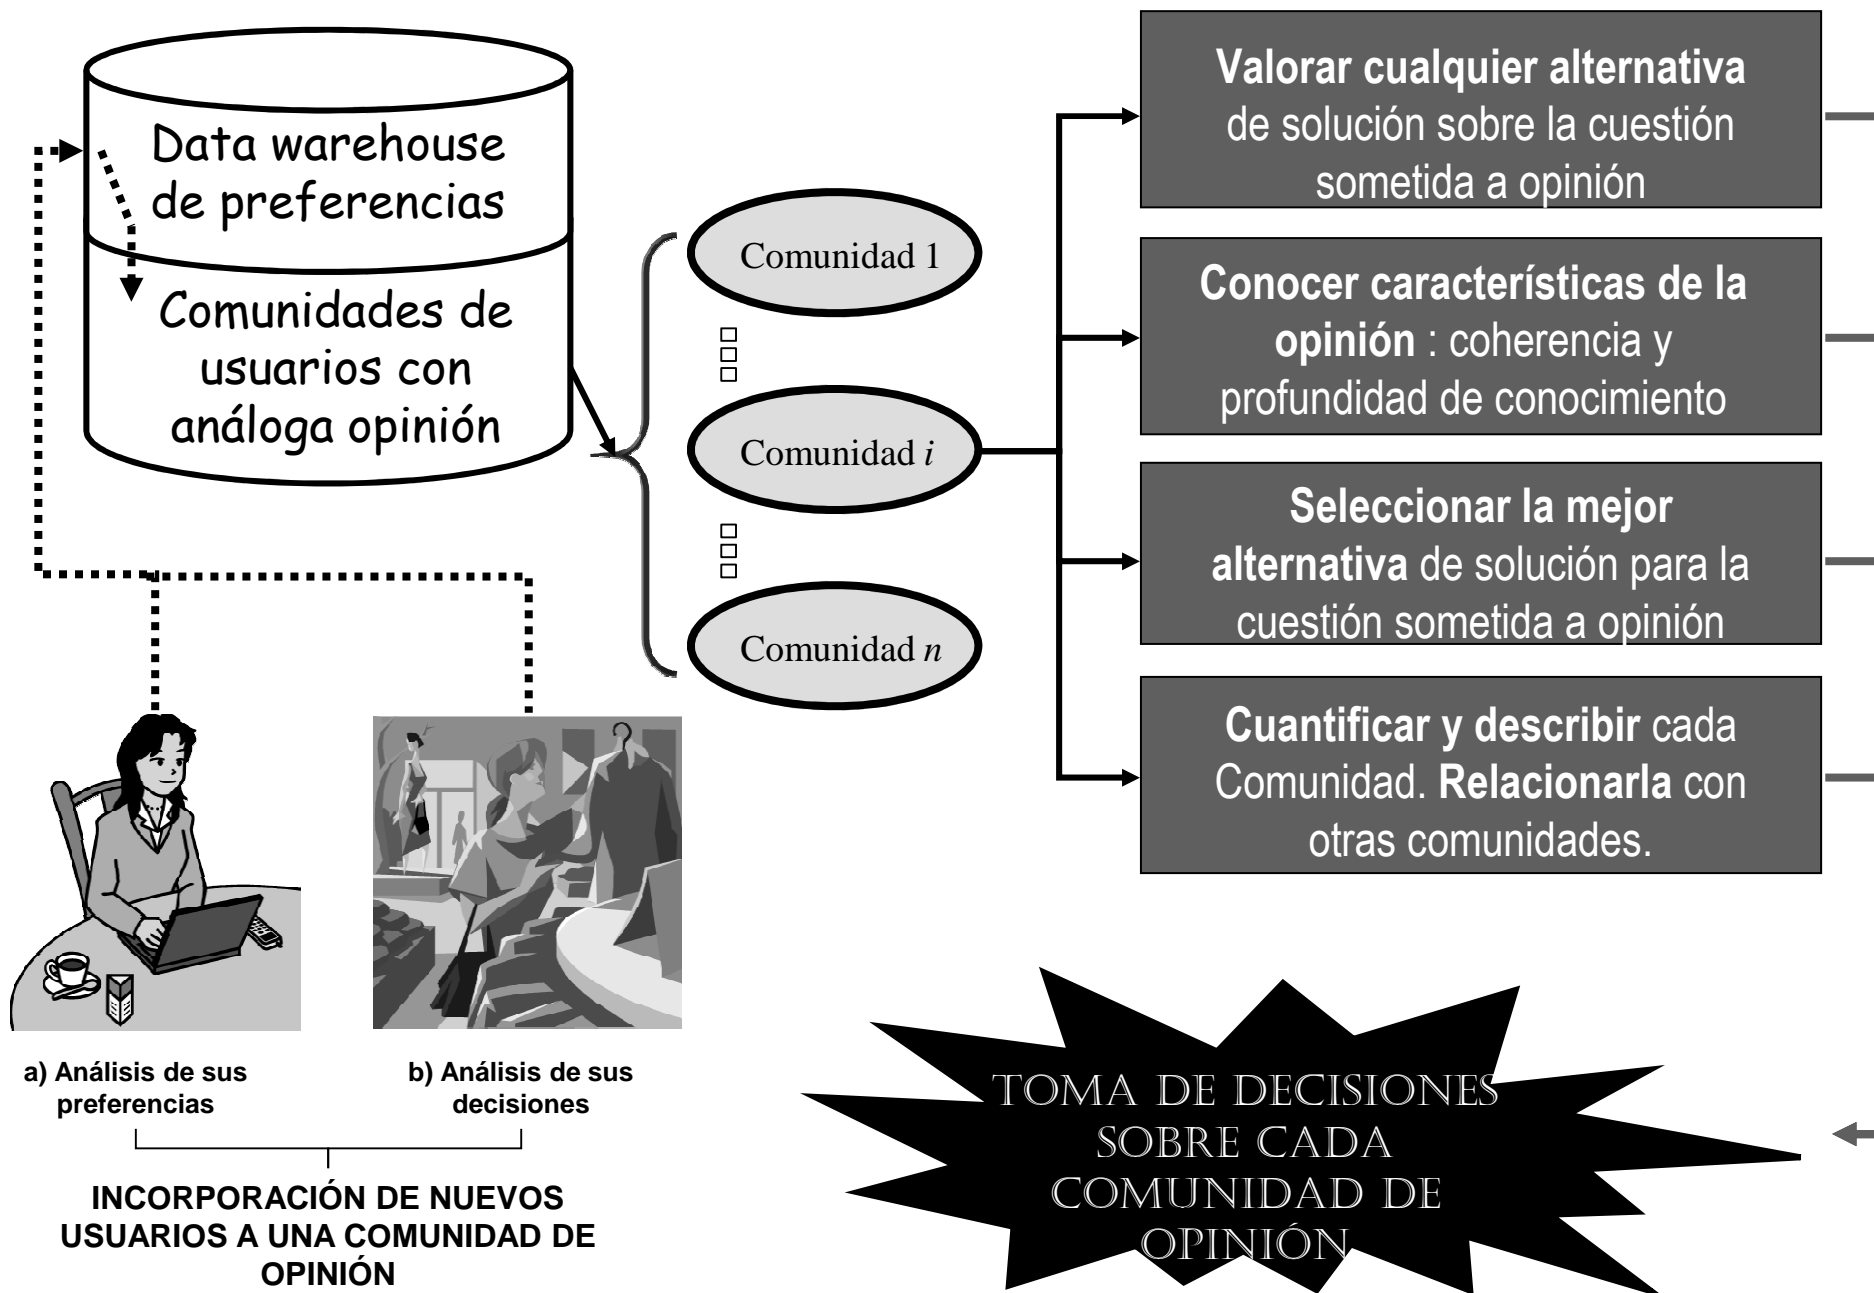 Data warehouse
de preferencias
Comunidades de
usuarios con
análoga opinión
Comunidad 1
Comunidad i
Comunidad n
Valorar cualquier alternativa
de solución sobre la cuestión
sometida a opinión
Conocer características de la
opinión : coherencia y
profundidad de conocimiento
Seleccionar la mejor
alternativa de solución para la
cuestión sometida a opinión
Cuantificar y describir cada
Comunidad. Relacionarla con
otras comunidades.
a) Análisis de sus
preferencias
b) Análisis de sus
decisiones
INCORPORACIÓN DE NUEVOS
USUARIOS A UNA COMUNIDAD DE
OPINIÓN
TOMA DE DECISIONES
SOBRE CADA
COMUNIDAD DE
OPINIÓN